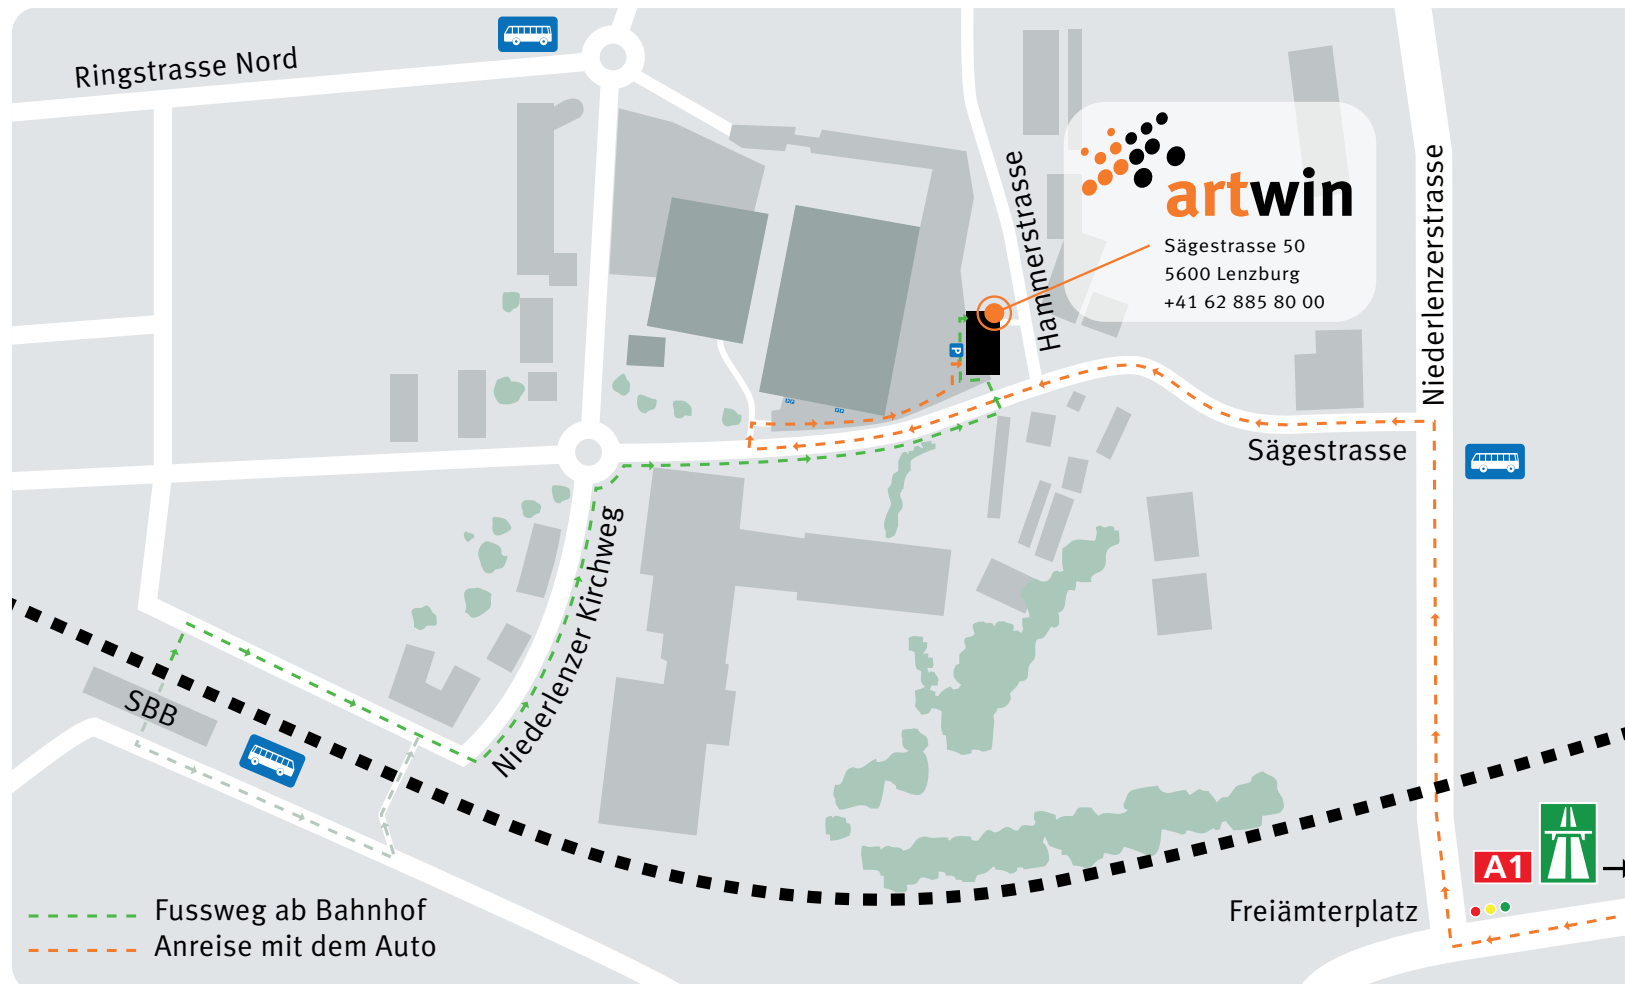 Ringstrasse Nord
Hammerstrasse
artwin
Sägestrasse 50
5600 Lenzburg
+41 62 885 80 00
Niederlenzerstrasse
P
Sägestrasse
Niederlenzer Kirchweg
SBB
A1
Freiämterplatz
Fussweg ab Bahnhof
Anreise mit dem Auto